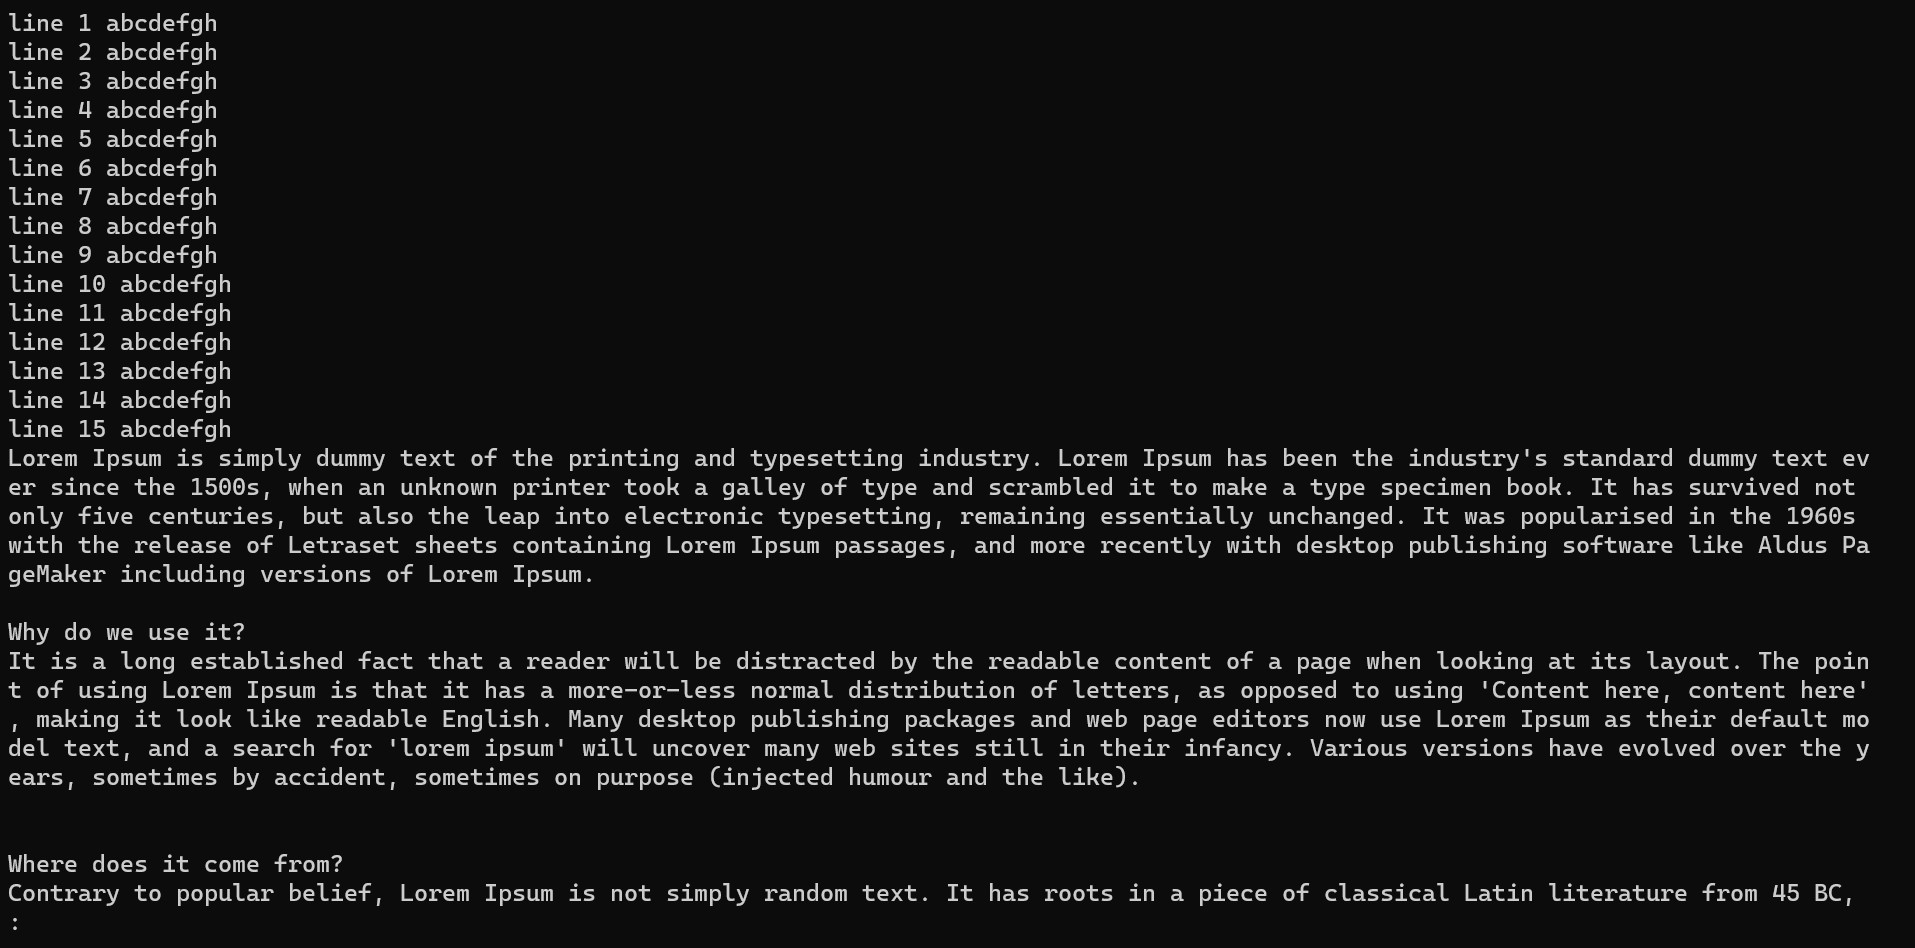 line 1 abcdefgh
line 2 abcdefgh
line 3 abcdefgh
line 4 abcdefgh
line 5 abcdefgh
line 6 abcdefgh
line 7 abcdefgh
line 8 abcdefgh
line 9 abcdefgh
line 10 abcdefgh
line 11 abcdefgh
line 12 abcdefgh
line 13 abcdefgh
line 14 abcdefgh
line 15 abcdefgh
Lorem Ipsum is simply dummy text of the printing and typesetting industry. Lorem Ipsum has been the industry's standard dummy text ev
er since the 1500s, when an unknown printer took a galley of type and scrambled it to make a type specimen book. It has survived not
only five centuries, but also the leap into electronic typesetting, remaining essentially unchanged. It was popularised in the 1960s
with the release of Letraset sheets containing Lorem Ipsum passages, and more recently with desktop publishing software like Aldus Pa
geMaker including versions of Lorem Ipsum.

Why do we use it?
It is a long established fact that a reader will be distracted by the readable content of a page when looking at its layout. The poin
t of using Lorem Ipsum is that it has a more-or-less normal distribution of letters, as opposed to using 'Content here, content here'
, making it look like readable English. Many desktop publishing packages and web page editors now use Lorem Ipsum as their default mo
del text, and a search for 'lorem ipsum' will uncover many web sites still in their infancy. Various versions have evolved over the y
ears, sometimes by accident, sometimes on purpose (injected humour and the like).


Where does it come from?
Contrary to popular belief, Lorem Ipsum is not simply random text. It has roots in a piece of classical Latin literature from 45 BC,
: